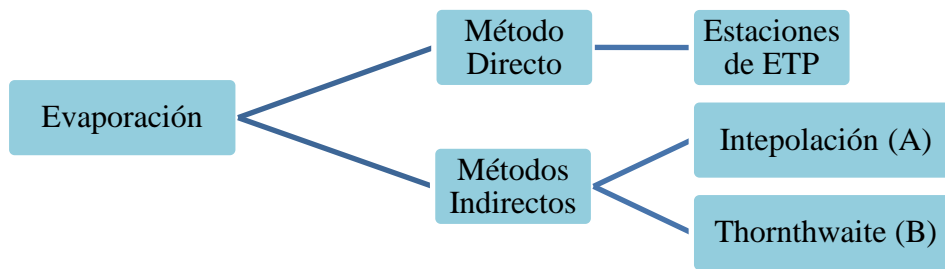 Evaporación
Método
Directo
Estaciones
de ETP
Métodos
Indirectos
Intepolación (A)
Thornthwaite (B)